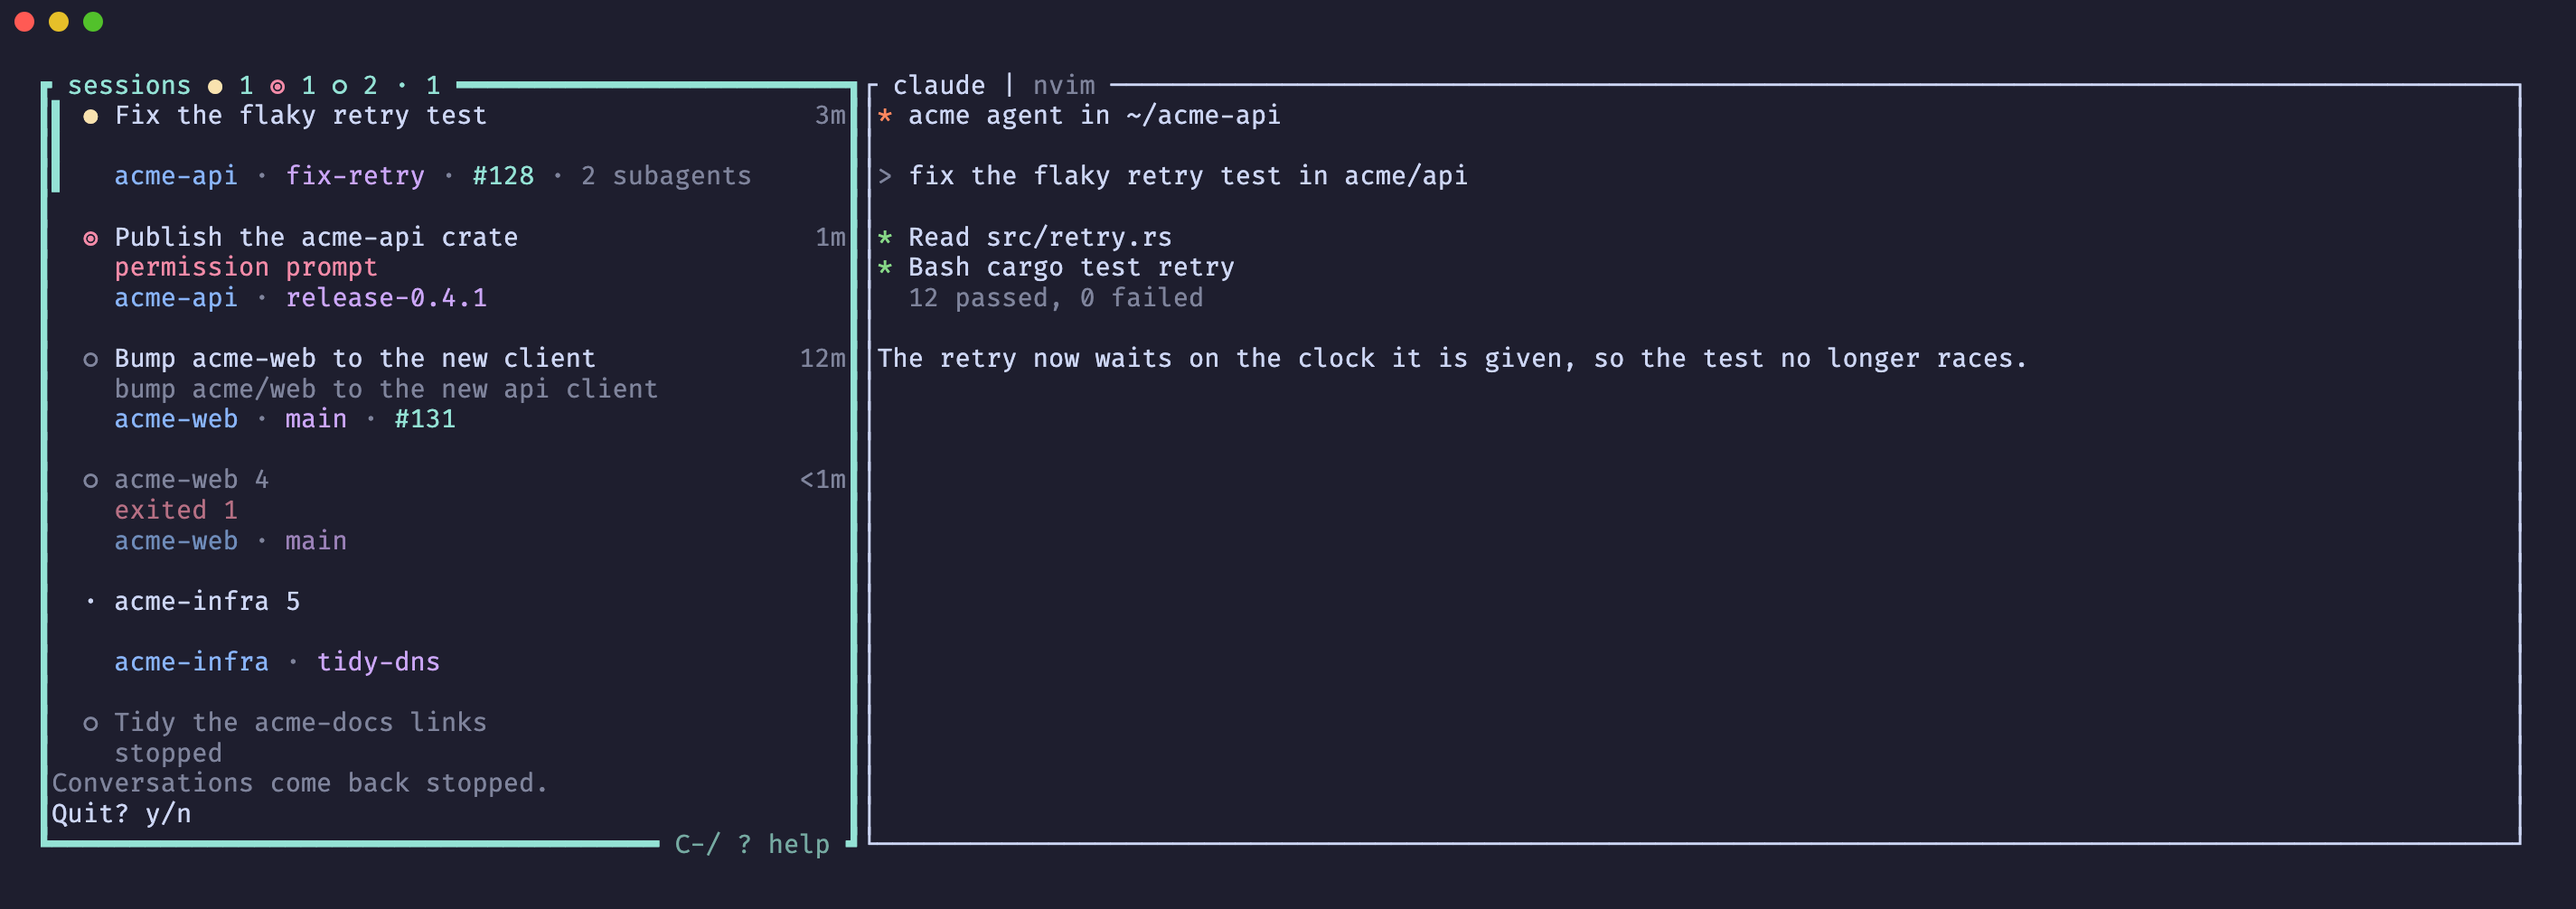 sessions ● 1 ◉ 1 ○ 2 · 1
● Fix the flaky retry test 3m
acme-api · fix-retry · #128 · 2 subagents
◉ Publish the acme-api crate 1m
permission prompt
acme-api · release-0.4.1
○ Bump acme-web to the new client 12m
bump acme/web to the new api client
acme-web · main · #131
○ acme-web 4 <1m
exited 1
acme-web · main
· acme-infra 5
acme-infra · tidy-dns
○ Tidy the acme-docs links
stopped
Conversations come back stopped.
Quit? y/n
C-/ ? help
claude | nvim
* acme agent in ~/acme-api
> fix the flaky retry test in acme/api
* Read src/retry.rs
* Bash cargo test retry
12 passed, 0 failed
The retry now waits on the clock it is given, so the test no longer races.